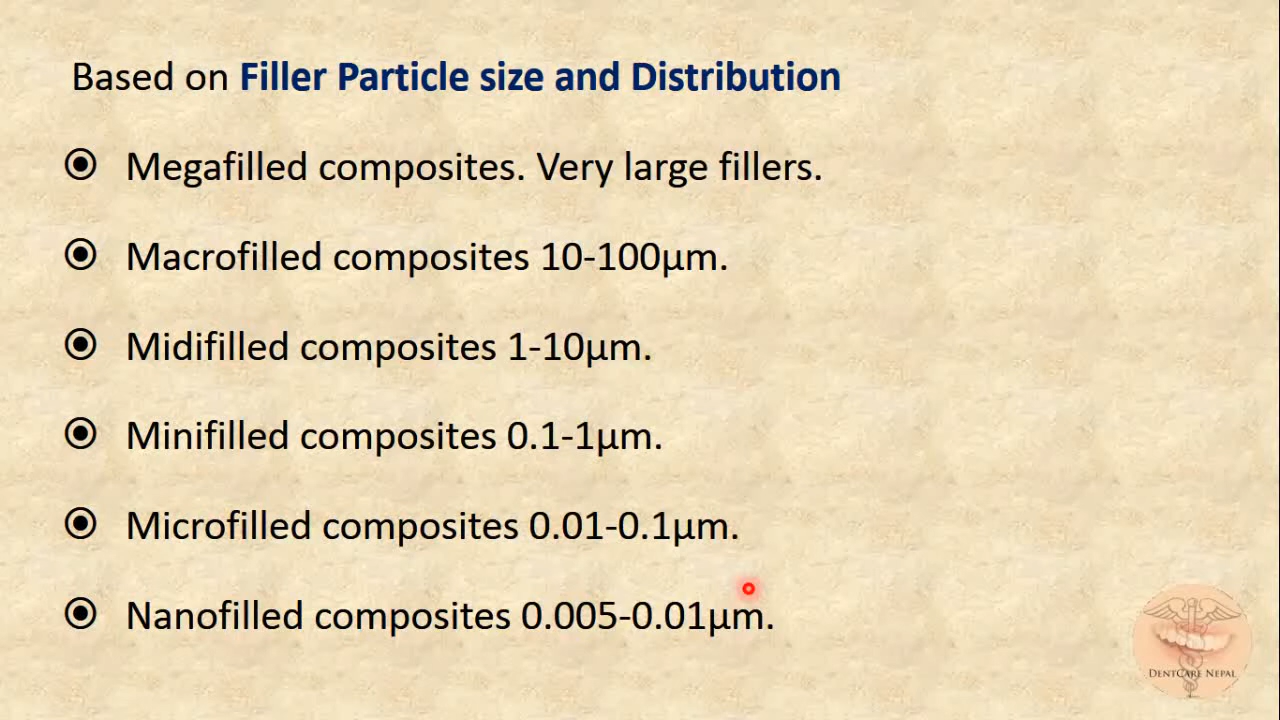 Based on Filler Particle size and Distribution
Megafilled composites. Very large fillers.
Macrofilled composites 10-100µm.
Midifilled composites 1-10µm.
Minifilled composites 0.1-1µm.
Microfilled composites 0.01-0.1µm.
Nanofilled composites 0.005-0.01µm.
DENTCARE NEPAL